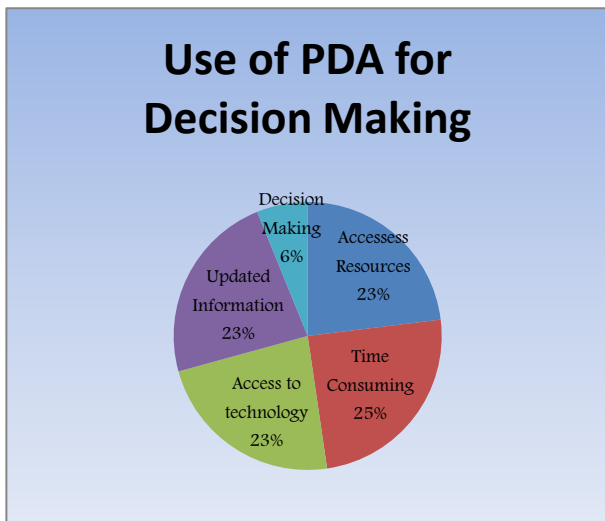 Use of PDA for
Decision Making
Decision
Making
6%
Accessess
Resources
23%
Time
Consuming
25%
Access to
technology
23%
Updated
Information
23%